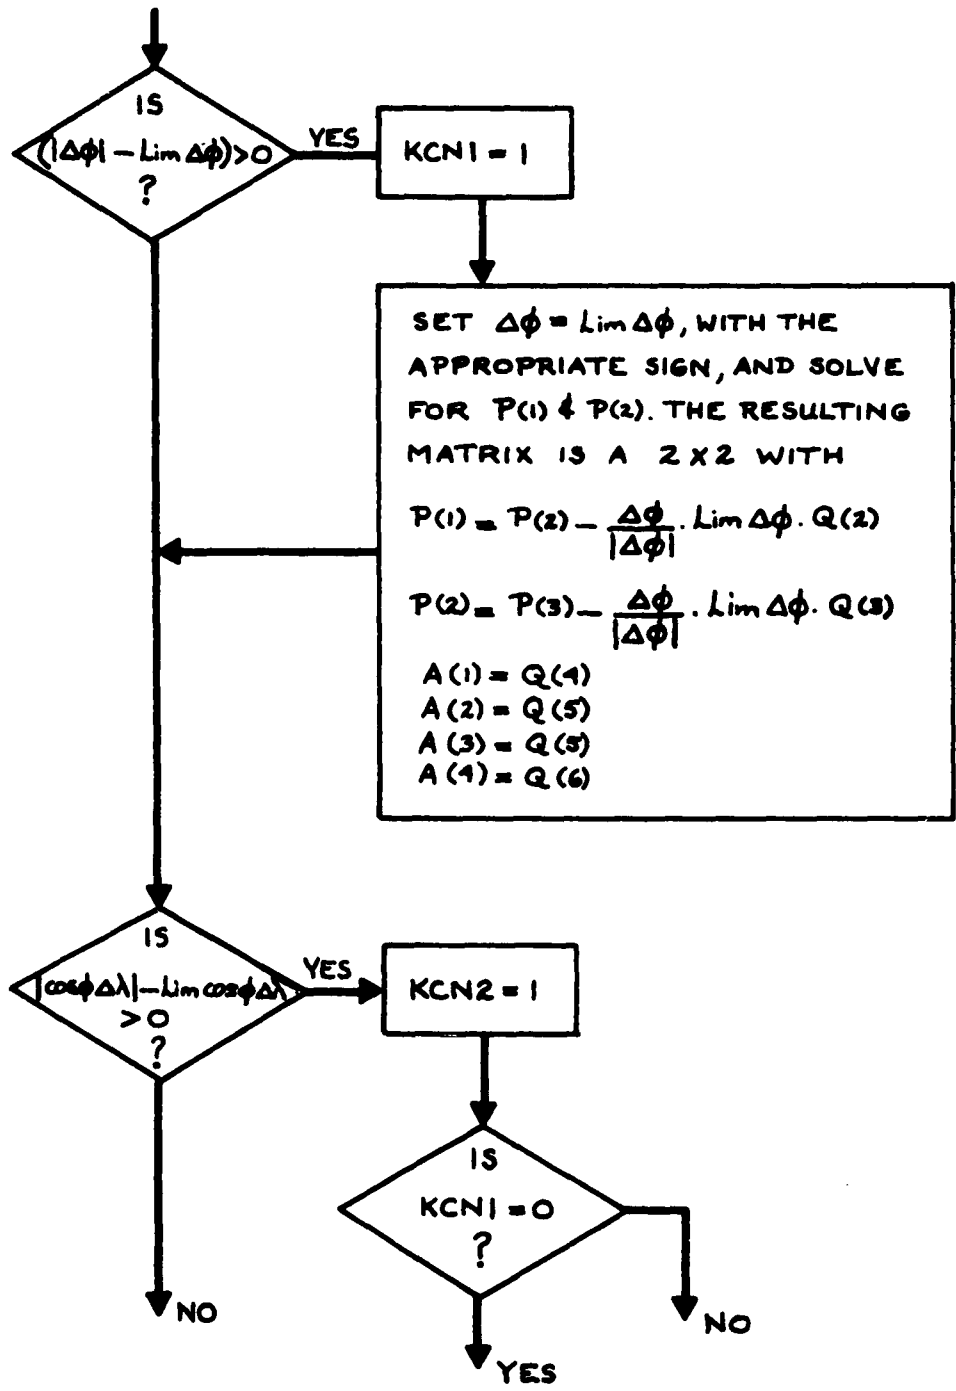 IS
(|Δϕ| – Lim Δϕ) > 0
?
YES
KCN1 = 1
SET Δϕ = Lim Δϕ, WITH THE
APPROPRIATE SIGN, AND SOLVE
FOR P(1) & P(2). THE RESULTING
MATRIX IS A 2X2 WITH
P(1) = P(2) – Δϕ/|Δϕ| . Lim Δϕ . Q(2)
P(2) = P(3) – Δϕ/|Δϕ| . Lim Δϕ . Q(3)
A(1) = Q(4)
A(2) = Q(5)
A(3) = Q(5)
A(4) = Q(6)
IS
|cosϕΔλ| – Lim cosϕΔλ
> 0
?
YES
KCN2 = 1
IS
KCN1 = 0
?
NO
NO
YES